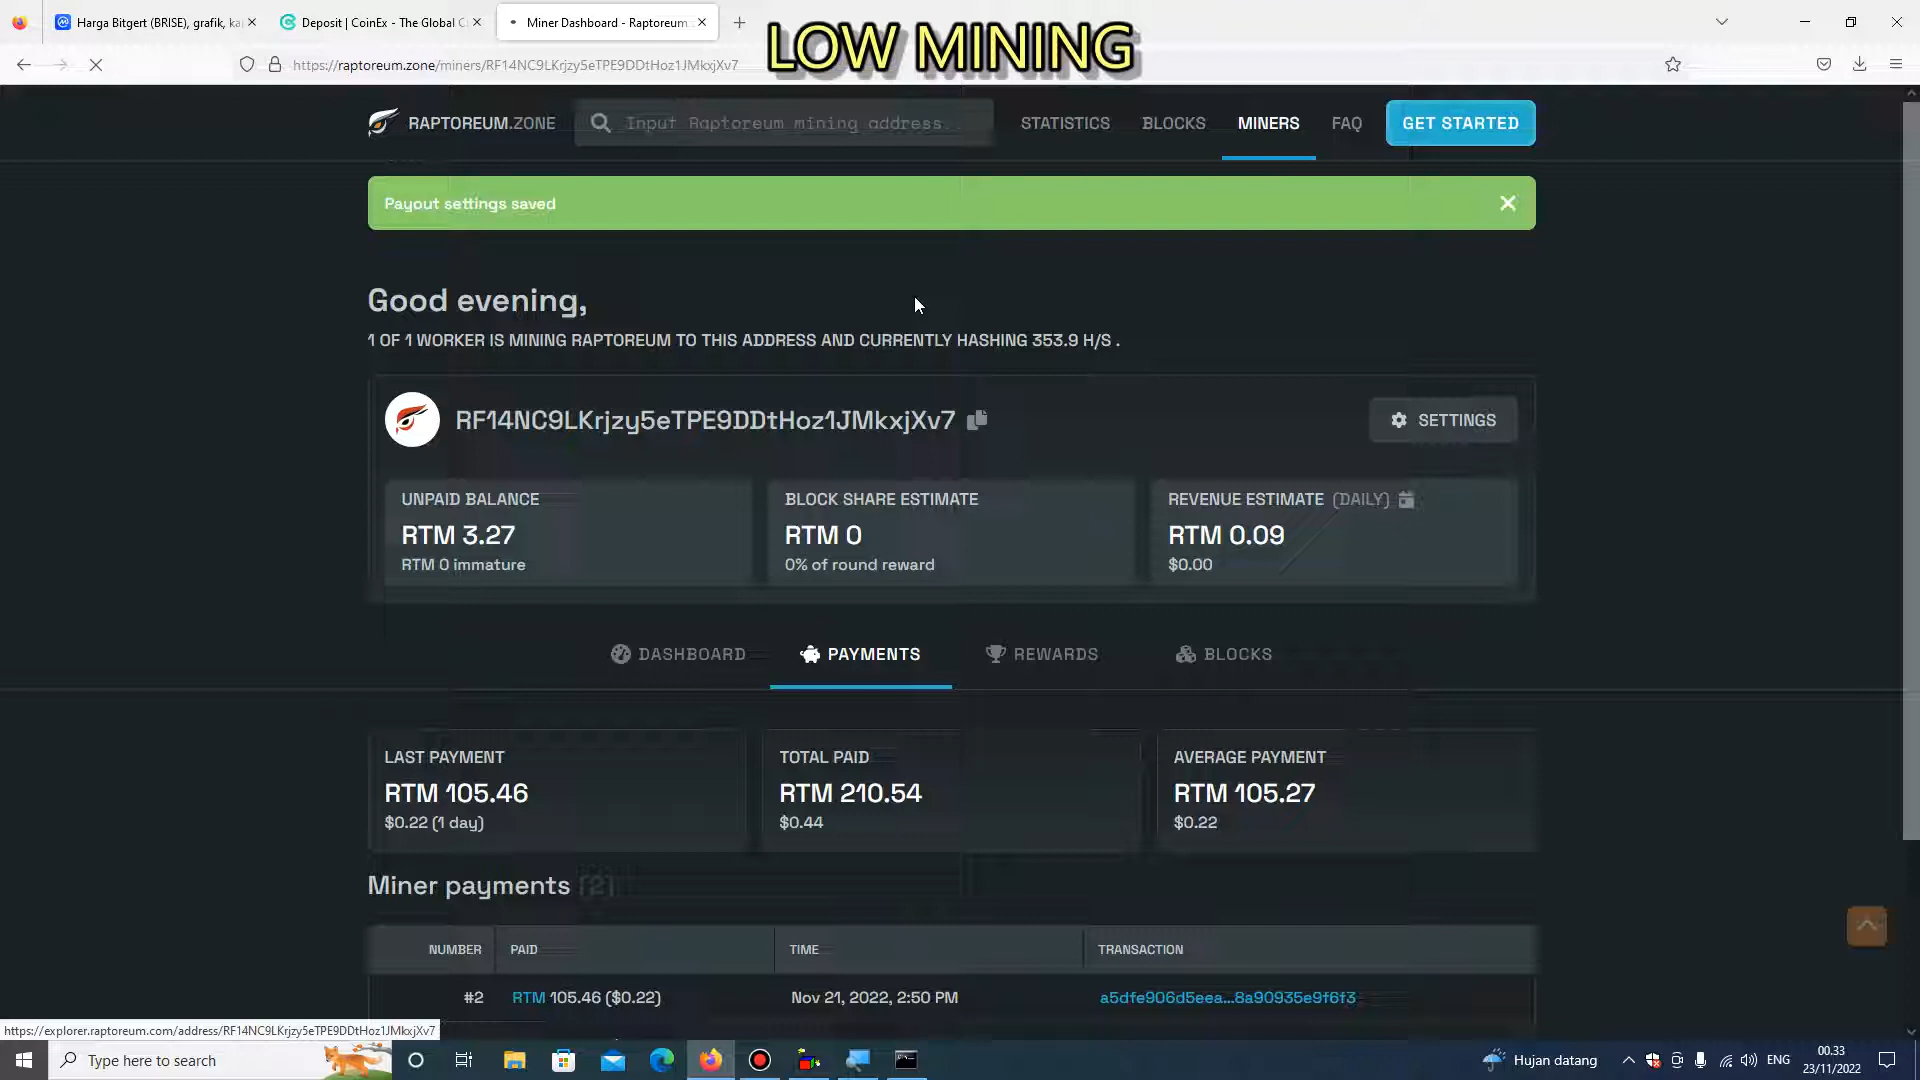 Harga Bitgert (BRISE), grafik, ka
Deposit | CoinEx - The Global C
Miner Dashboard - Raptoreum
LOW MINING
https://raptoreum.zone/miners/RF14NC9LKrjzy5eTPE9DDtHoz1JMkxjXv7
RAPTOREUM.ZONE
Input Raptoreum mining address..
STATISTICS
BLOCKS
MINERS
FAQ
GET STARTED
Payout settings saved
Good evening,
1 OF 1 WORKER IS MINING RAPTOREUM TO THIS ADDRESS AND CURRENTLY HASHING 353.9 H/S .
RF14NC9LKrjzy5eTPE9DDtHoz1JMkxjXv7
SETTINGS
UNPAID BALANCE
RTM 3.27
RTM 0 immature
BLOCK SHARE ESTIMATE
RTM 0
0% of round reward
REVENUE ESTIMATE (DAILY)
RTM 0.09
$0.00
DASHBOARD
PAYMENTS
REWARDS
BLOCKS
LAST PAYMENT
RTM 105.46
$0.22 (1 day)
TOTAL PAID
RTM 210.54
$0.44
AVERAGE PAYMENT
RTM 105.27
$0.22
Miner payments (2)
NUMBER PAID TIME TRANSACTION
#2 RTM 105.46 ($0.22) Nov 21, 2022, 2:50 PM a5dfe906d5eea...8a90935e9f6f3
https://explorer.raptoreum.com/address/RF14NC9LKrjzy5eTPE9DDtHoz1JMkxjXv7
Type here to search
Hujan datang
ENG
00.33
23/11/2022